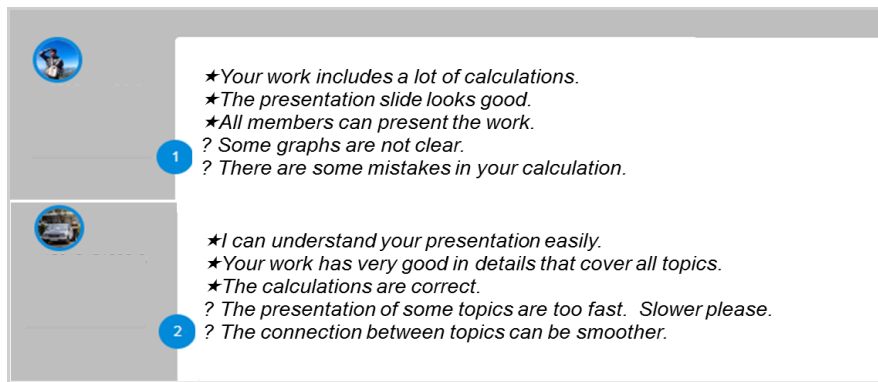 ★Your work includes a lot of calculations.
★The presentation slide looks good.
★All members can present the work.
? Some graphs are not clear.
1
? There are some mistakes in your calculation.
★I can understand your presentation easily.
★Your work has very good in details that cover all topics.
★The calculations are correct.
? The presentation of some topics are too fast.  Slower please.
2
? The connection between topics can be smoother.